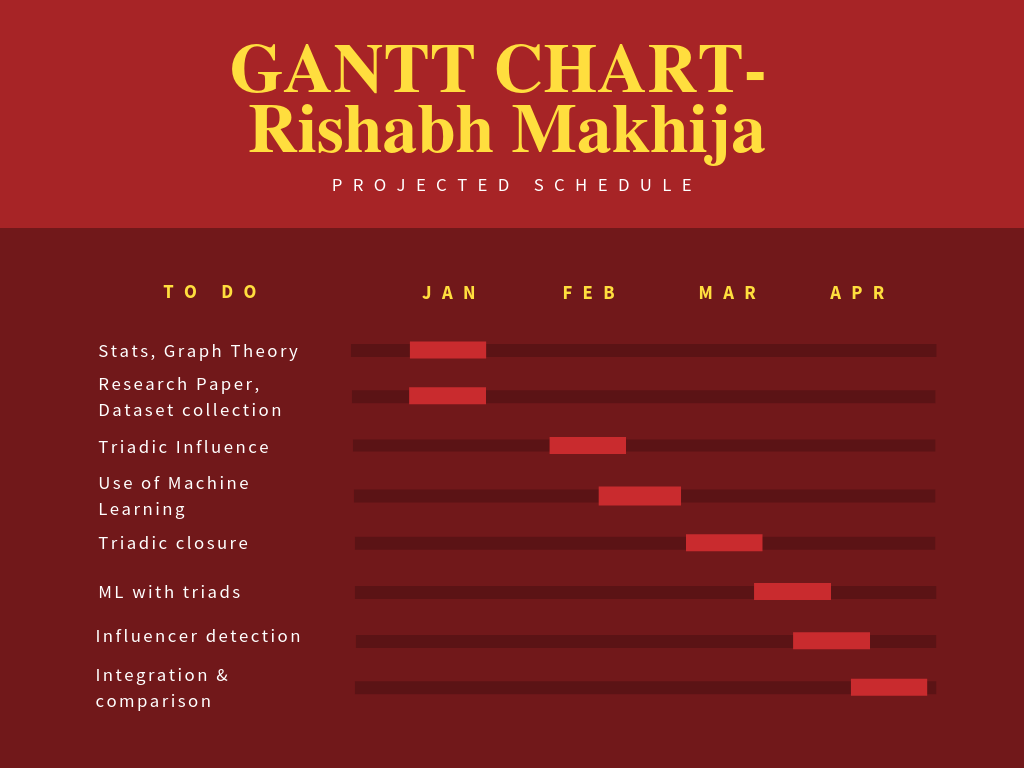 GANTT CHART-
Rishabh Makhija
PROJECTED SCHEDULE
TO DO JAN FEB MAR APR
Stats, Graph Theory
Research Paper,
Dataset collection
Triadic Influence
Use of Machine
Learning
Triadic closure
ML with triads
Influencer detection
Integration &
comparison